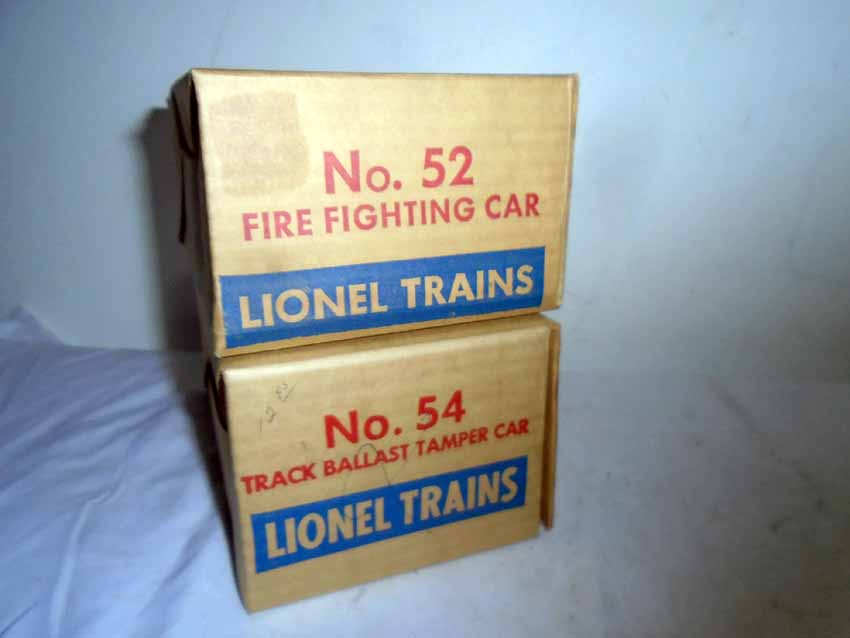 No. 52
FIRE FIGHTING CAR
LIONEL TRAINS
No. 54
TRACK BALLAST TAMPER CAR
LIONEL TRAINS